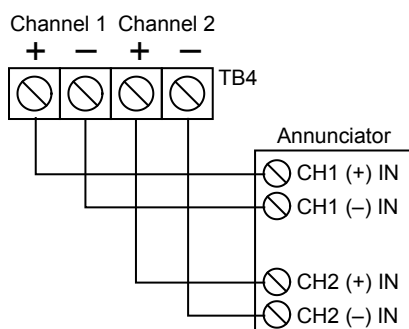 Channel 1 Channel 2
+ − + −
TB4
Annunciator
CH1 (+) IN
CH1 (–) IN
CH2 (+) IN
CH2 (–) IN